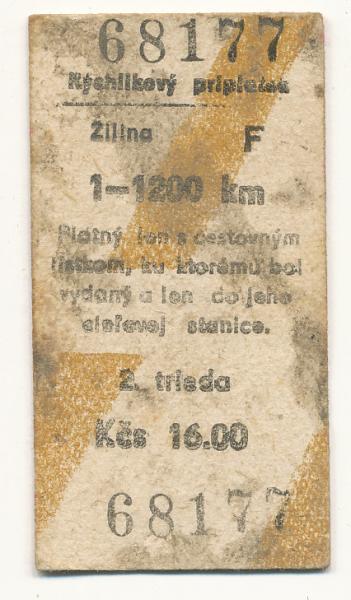 68177
Rýchlikový príplatok
Žilina F
1—1200 km
Platný len s cestovným
lístkom, ku ktorému bol
vydaný a len do jeho
cieľovej stanice.
2. trieda
Kčs 16.00
68177